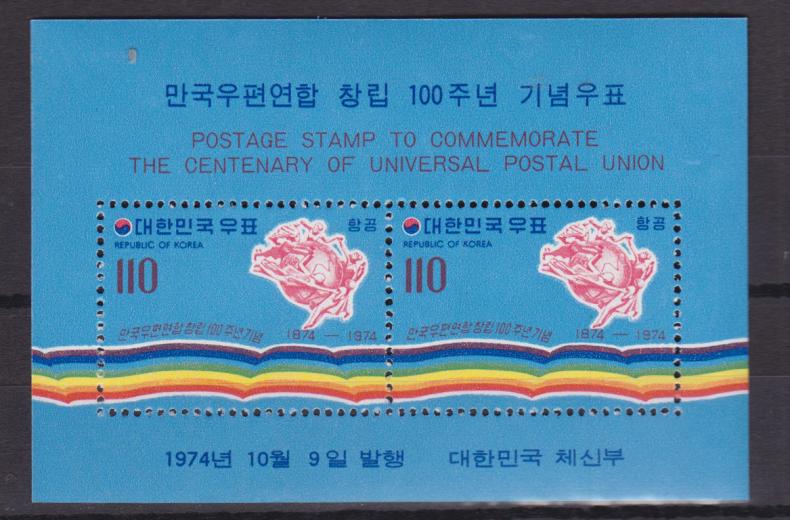 만국우편연합 창립 100주년 기념우표
POSTAGE STAMP TO COMMEMORATE
THE CENTENARY OF UNIVERSAL POSTAL UNION
대한민국우표 항공
REPUBLIC OF KOREA
110
만국우편연합창립100주년기념 1874—1974
대한민국우표 항공
REPUBLIC OF KOREA
110
만국우편연합창립100주년기념 1874—1974
1974년 10월 9일 발행 대한민국 체신부